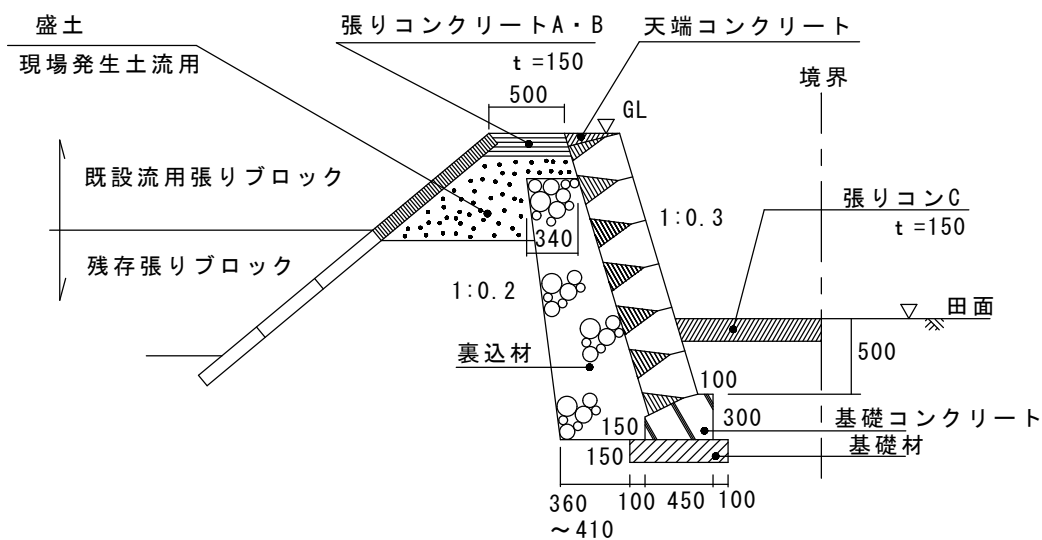 盛土
現場発生土流用
張りコンクリートA・B
t=150
天端コンクリート
境界
500
GL
既設流用張りブロック
残存張りブロック
340
1:0.3
1:0.2
張りコンC
t=150
田面
裏込材
500
100
300
150
150
基礎コンクリート
基礎材
360
～410
100
450
100